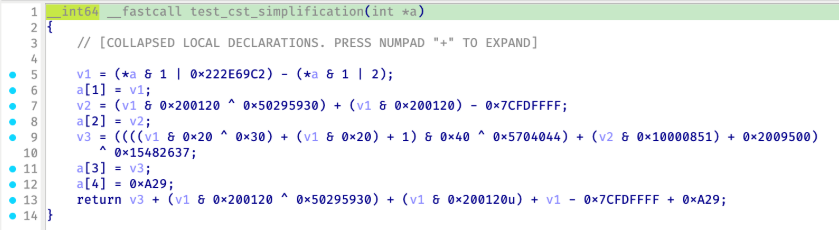 1 __int64 __fastcall test_cst_simplification(int *a)
2 {
3 // [COLLAPSED LOCAL DECLARATIONS. PRESS NUMPAD "+" TO EXPAND]
4
5 v1 = (*a & 1 | 0x222E69C2) - (*a & 1 | 2);
6 a[1] = v1;
7 v2 = (v1 & 0x200120 ^ 0x50295930) + (v1 & 0x200120) - 0x7CFDFFFF;
8 a[2] = v2;
9 v3 = ((((v1 & 0x20 ^ 0x30) + (v1 & 0x20) + 1) & 0x40 ^ 0x5704044) + (v2 & 0x10000851) + 0x2009500)
10 ^ 0x15482637;
11 a[3] = v3;
12 a[4] = 0xA29;
13 return v3 + (v1 & 0x200120 ^ 0x50295930) + (v1 & 0x200120u) + v1 - 0x7CFDFFFF + 0xA29;
14 }